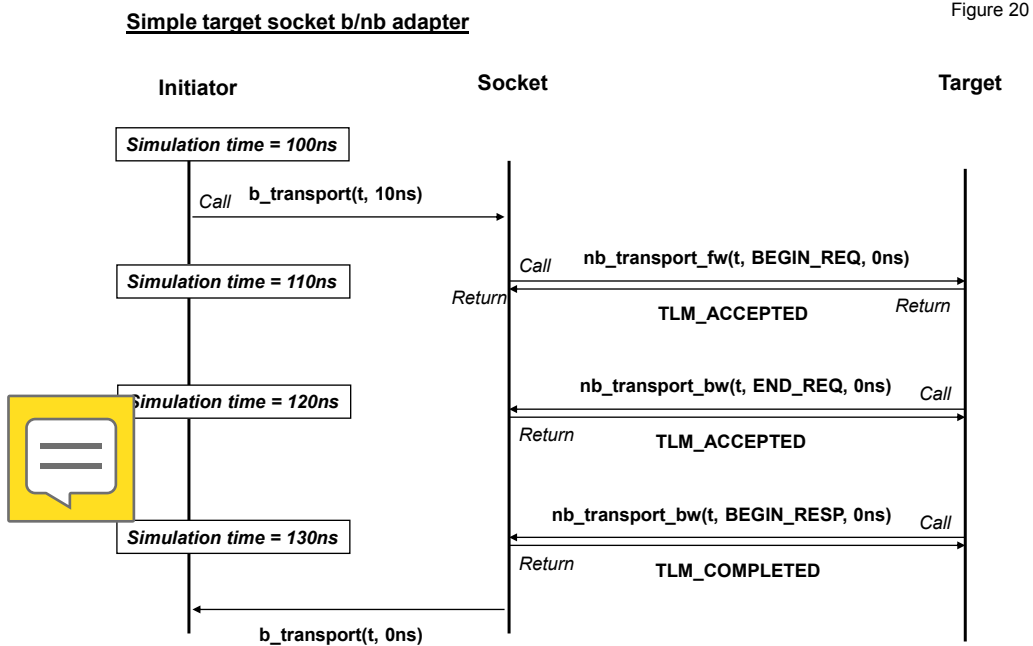 Figure 20
Simple target socket b/nb adapter
Initiator
Socket
Target
Simulation time = 100ns
Call
b_transport(t, 10ns)
Call
nb_transport_fw(t, BEGIN_REQ, 0ns)
Simulation time = 110ns
Return
TLM_ACCEPTED
Return
nb_transport_bw(t, END_REQ, 0ns)
Call
Simulation time = 120ns
Return
TLM_ACCEPTED
nb_transport_bw(t, BEGIN_RESP, 0ns)
Call
Simulation time = 130ns
Return
TLM_COMPLETED
b_transport(t, 0ns)